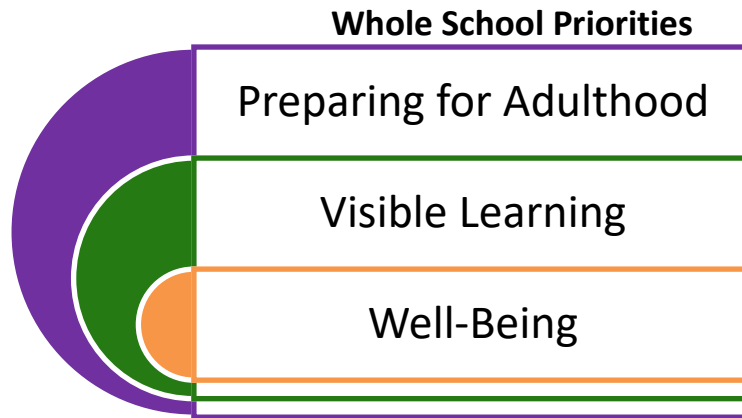 Whole School Priorities
Preparing for Adulthood
Visible Learning
Well-Being